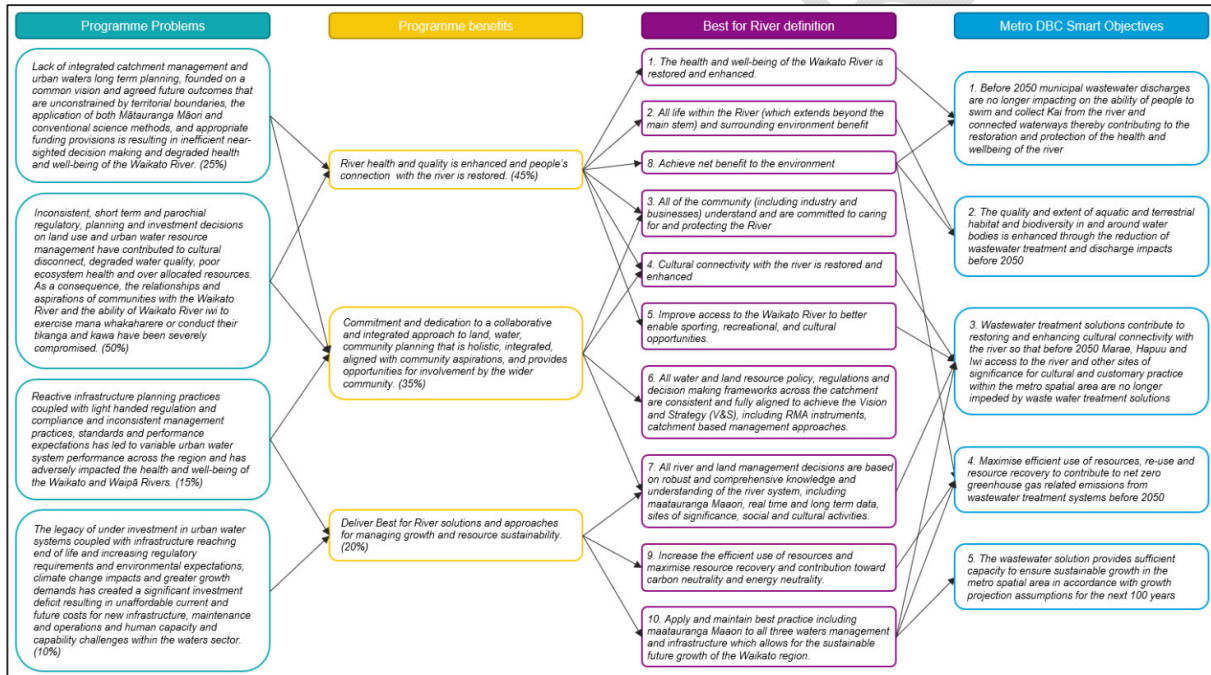 Programme Problems
Lack of integrated catchment management and
urban waters long term planning, founded on a
common vision and agreed future outcomes that
are unconstrained by territorial boundaries, the
application of both Mātauranga Māori and
conventional science methods, and appropriate
funding provisions is resulting in inefficient near-
sighted decision making and degraded health
and well-being of the Waikato River. (25%)
Inconsistent, short term and parochial
regulatory, planning and investment decisions
on land use and urban water resource
management have contributed to cultural
disconnect, degraded water quality, poor
ecosystem health and over allocated resources.
As a consequence, the relationships and
aspirations of communities with the Waikato
River and the ability of Waikato River iwi to
exercise mana whakaharere or conduct their
tikanga and kawa have been severely
compromised. (50%)
Reactive infrastructure planning practices
coupled with light handed regulation and
compliance and inconsistent management
practices, standards and performance
expectations has led to variable urban water
system performance across the region and has
adversely impacted the health and well-being of
the Waikato and Waipā Rivers. (15%)
The legacy of under investment in urban water
systems coupled with infrastructure reaching
end of life and increasing regulatory
requirements and environmental expectations,
climate change impacts and greater growth
demands has created a significant investment
deficit resulting in unaffordable current and
future costs for new infrastructure, maintenance
and operations and human capacity and
capability challenges within the waters sector.
(10%)
Programme benefits
River health and quality is enhanced and people's
connection with the river is restored. (45%)
Commitment and dedication to a collaborative
and integrated approach to land, water,
community planning that is holistic, integrated,
aligned with community aspirations, and provides
opportunities for involvement by the wider
community. (35%)
Deliver Best for River solutions and approaches
for managing growth and resource sustainability.
(20%)
Best for River definition
1. The health and well-being of the Waikato River is
restored and enhanced.
2. All life within the River (which extends beyond the
main stem) and surrounding environment benefit
8. Achieve net benefit to the environment
3. All of the community (including industry and
businesses) understand and are committed to caring
for and protecting the River
4. Cultural connectivity with the river is restored and
enhanced
5. Improve access to the Waikato River to better
enable sporting, recreational, and cultural
opportunities.
6. All water and land resource policy, regulations and
decision making frameworks across the catchment
are consistent and fully aligned to achieve the Vision
and Strategy (V&S), including RMA instruments,
catchment based management approaches.
7. All river and land management decisions are based
on robust and comprehensive knowledge and
understanding of the river system, including
maatauranga Maaori, real time and long term data,
sites of significance, social and cultural activities.
9. Increase the efficient use of resources and
maximise resource recovery and contribution toward
carbon neutrality and energy neutrality.
10. Apply and maintain best practice including
maatauranga Maaori to all three waters management
and infrastructure which allows for the sustainable
future growth of the Waikato region.
Metro DBC Smart Objectives
1. Before 2050 municipal wastewater discharges
are no longer impacting on the ability of people to
swim and collect Kai from the river and
connected waterways thereby contributing to the
restoration and protection of the health and
wellbeing of the river
2. The quality and extent of aquatic and terrestrial
habitat and biodiversity in and around water
bodies is enhanced through the reduction of
wastewater treatment and discharge impacts
before 2050
3. Wastewater treatment solutions contribute to
restoring and enhancing cultural connectivity with
the river so that before 2050 Marae, Hapuu and
Iwi access to the river and other sites of
significance for cultural and customary practice
within the metro spatial area are no longer
impeded by waste water treatment solutions
4. Maximise efficient use of resources, re-use and
resource recovery to contribute to net zero
greenhouse gas related emissions from
wastewater treatment systems before 2050
5. The wastewater solution provides sufficient
capacity to ensure sustainable growth in the
metro spatial area in accordance with growth
projection assumptions for the next 100 years